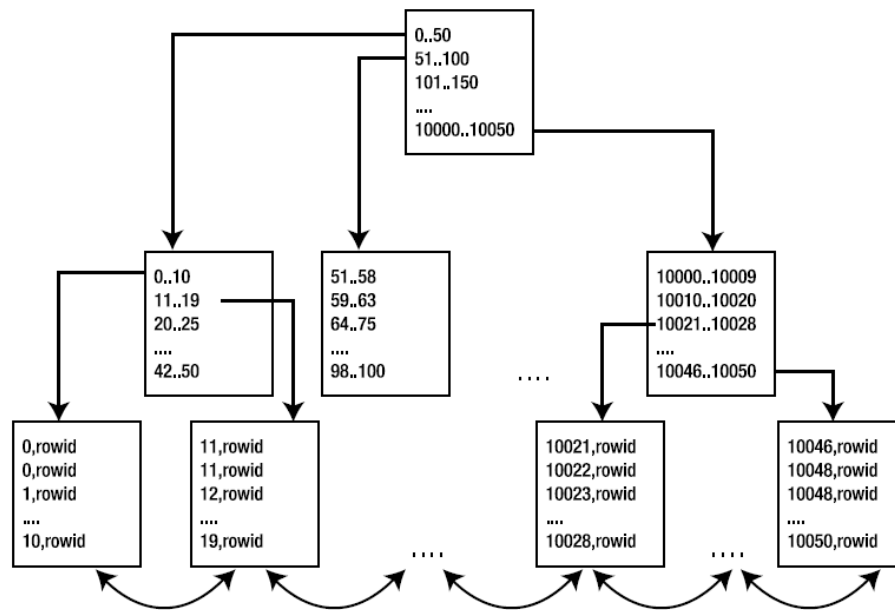 0..50
51..100
101..150
....
10000..10050
0..10
11..19
20..25
....
42..50
51..58
59..63
64..75
....
98..100
....
10000..10009
10010..10020
10021..10028
....
10046..10050
0,rowid
0,rowid
1,rowid
....
10,rowid
11,rowid
11,rowid
12,rowid
....
19,rowid
....
10021,rowid
10022,rowid
10023,rowid
....
10028,rowid
....
10046,rowid
10048,rowid
10048,rowid
....
10050,rowid